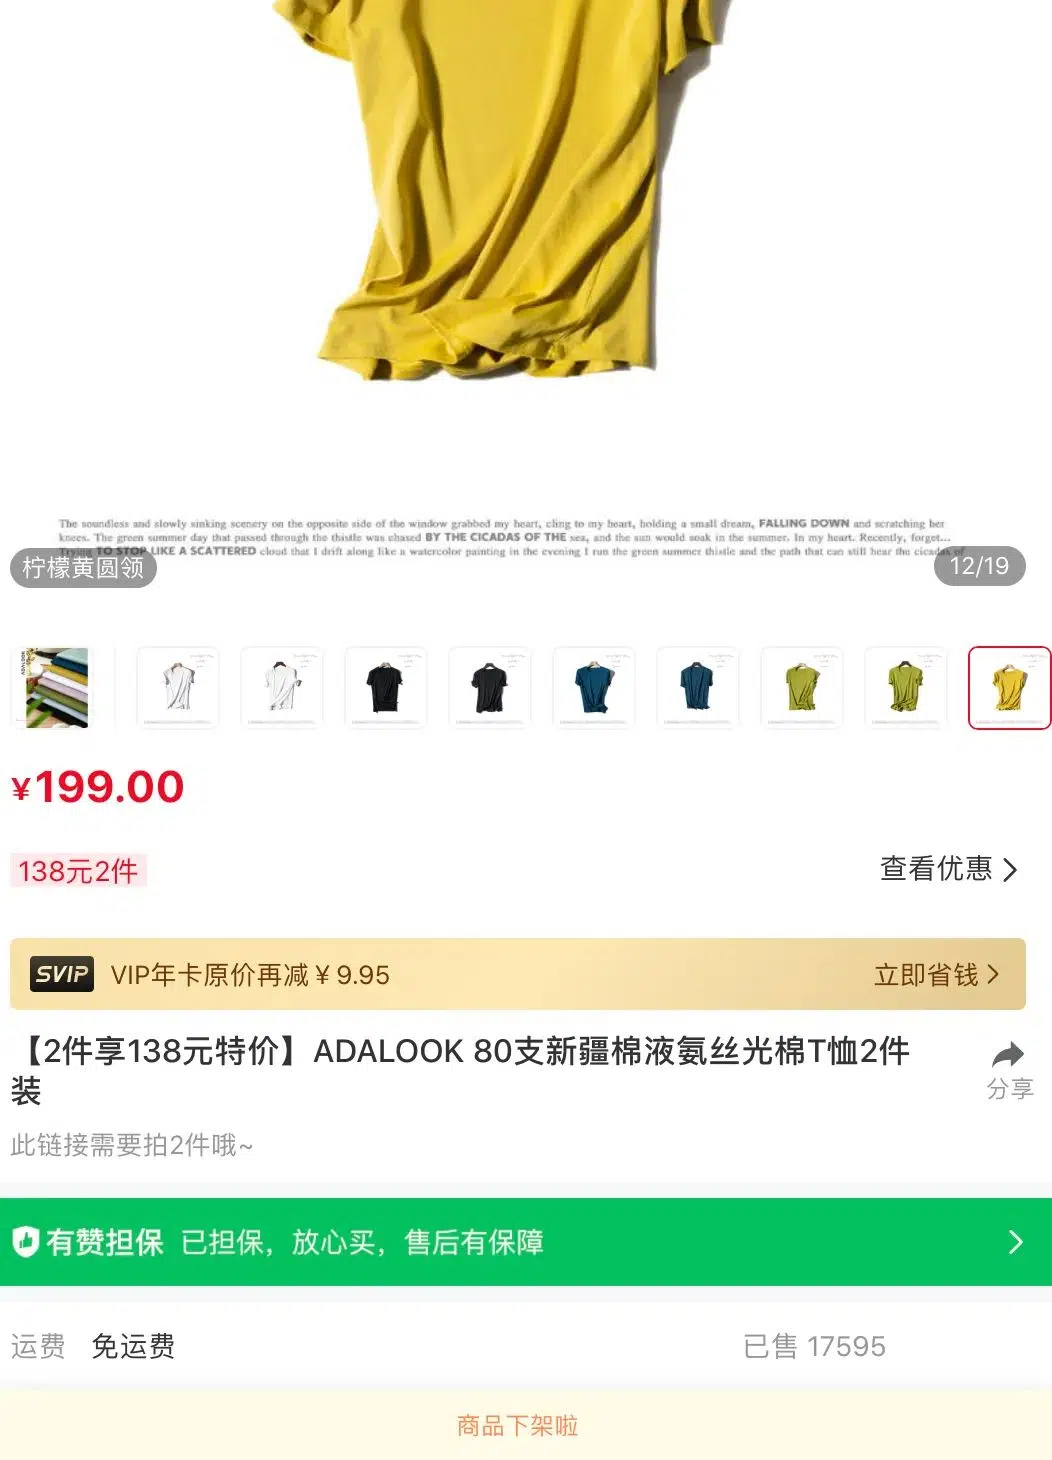 The soundless and slowly sinking scenery on the opposite side of the window grabbed my heart, cling to my heart, holding a small dream, FALLING DOWN and scratching her
knees. The green summer day that passed through the thistle was chased BY THE CICADAS OF THE sea, and the sun would soak in the summer. In my heart. Recently, forget...
Trying TO STOP LIKE A SCATTERED cloud that I drift along like a watercolor painting in the evening I run the green summer thistle and the path that can still hear the cicadas of
柠檬黄圆领
12/19
ADALOOK
¥199.00
138元2件
查看优惠
SVIP VIP年卡原价再减¥9.95
立即省钱
【2件享138元特价】ADALOOK 80支新疆棉液氨丝光棉T恤2件
装
分享
此链接需要拍2件哦~
有赞担保 已担保，放心买，售后有保障
运费 免运费
已售 17595
商品下架啦